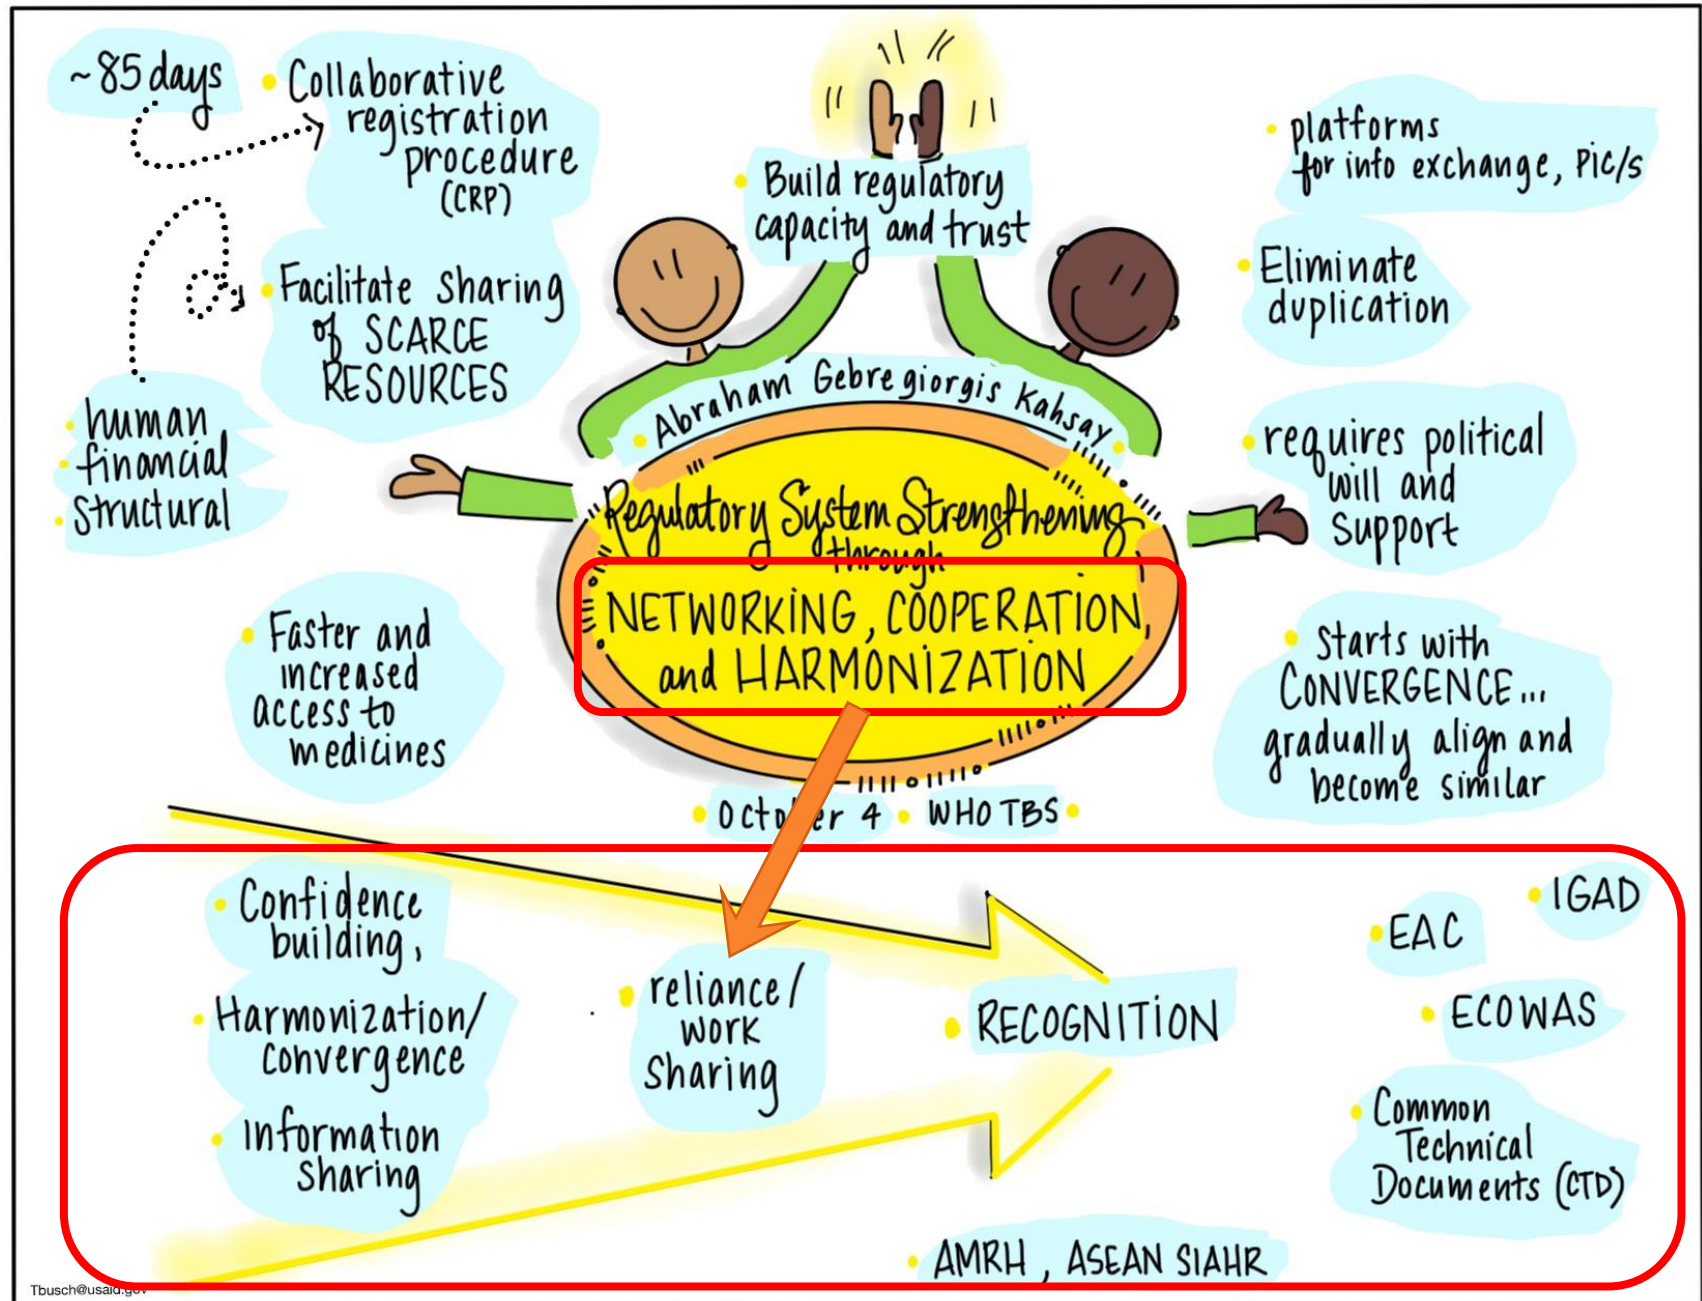 ~85 days
Collaborative
registration
procedure
(CRP)
Facilitate sharing
of SCARCE
RESOURCES
human
financial
structural
Build regulatory
capacity and trust
platforms
for info exchange, Pic/s
Eliminate
duplication
requires political
will and
support
Abraham Gebregiorgis Kahsay
Regulatory System Strengthening
through
NETWORKING, COOPERATION,
and HARMONIZATION
October 4
WHO TBS
Faster and
increased
access to
medicines
Starts with
CONVERGENCE...
gradually align and
become similar
Confidence
building,
Harmonization/
Convergence
Information
Sharing
reliance/
work
Sharing
RECOGNITION
IGAD
EAC
ECOWAS
Common
Technical
Documents (CTD)
AMRH, ASEAN SIAHR
Tbusch@usaid.gov